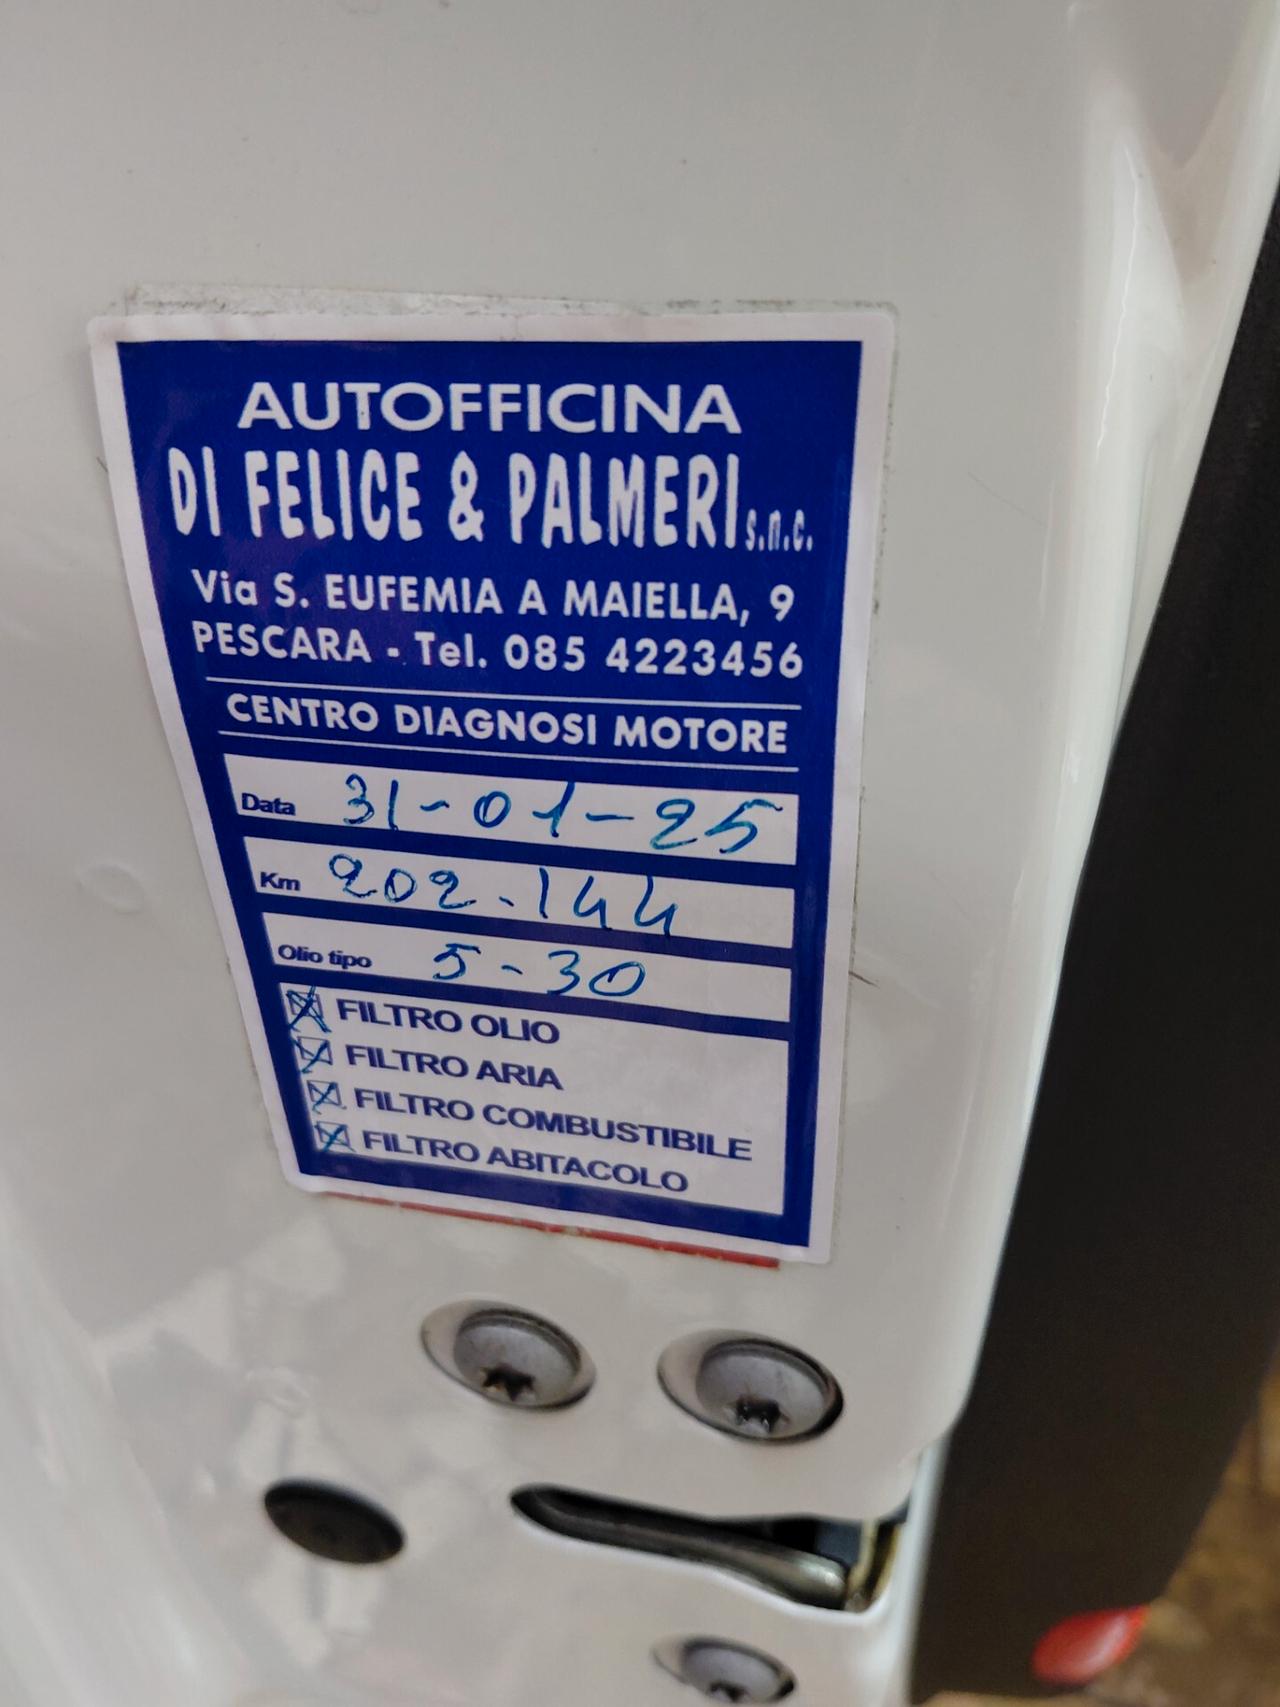 AUTOFFICINA
DI FELICE & PALMERI s.n.c.
Via S. EUFEMIA A MAIELLA, 9
PESCARA - Tel. 085 4223456
CENTRO DIAGNOSI MOTORE
Data 31-01-25
Km 202.144
Olio tipo 5-30
FILTRO OLIO
FILTRO ARIA
FILTRO COMBUSTIBILE
FILTRO ABITACOLO